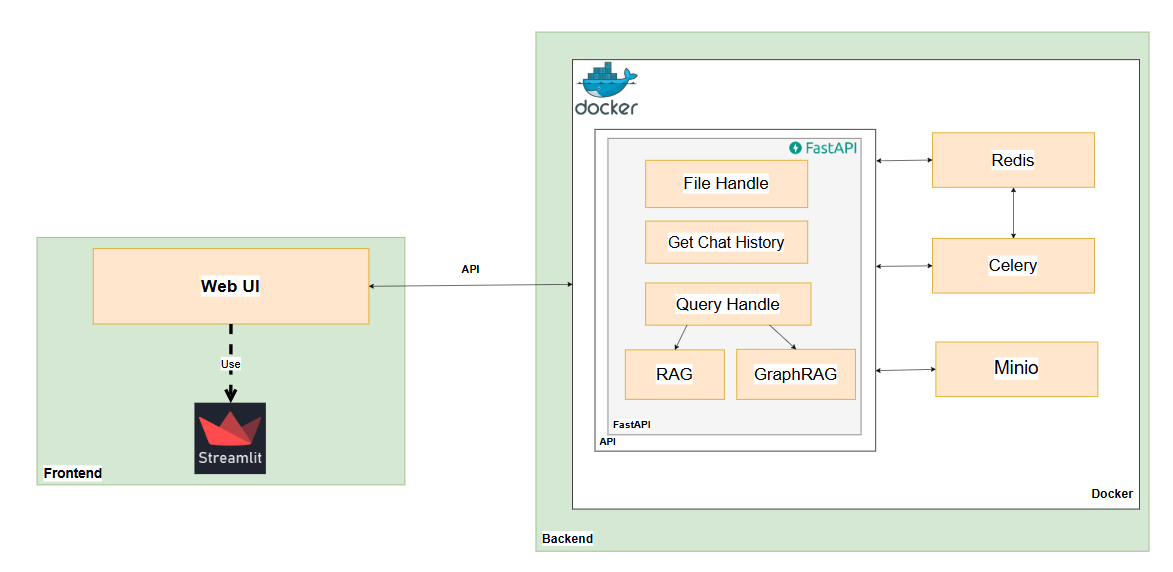 docker
FastAPI
File Handle
Get Chat History
Query Handle
RAG
GraphRAG
FastAPI
API
Redis
Celery
Minio
Docker
Backend
API
Web UI
Use
Streamlit
Frontend